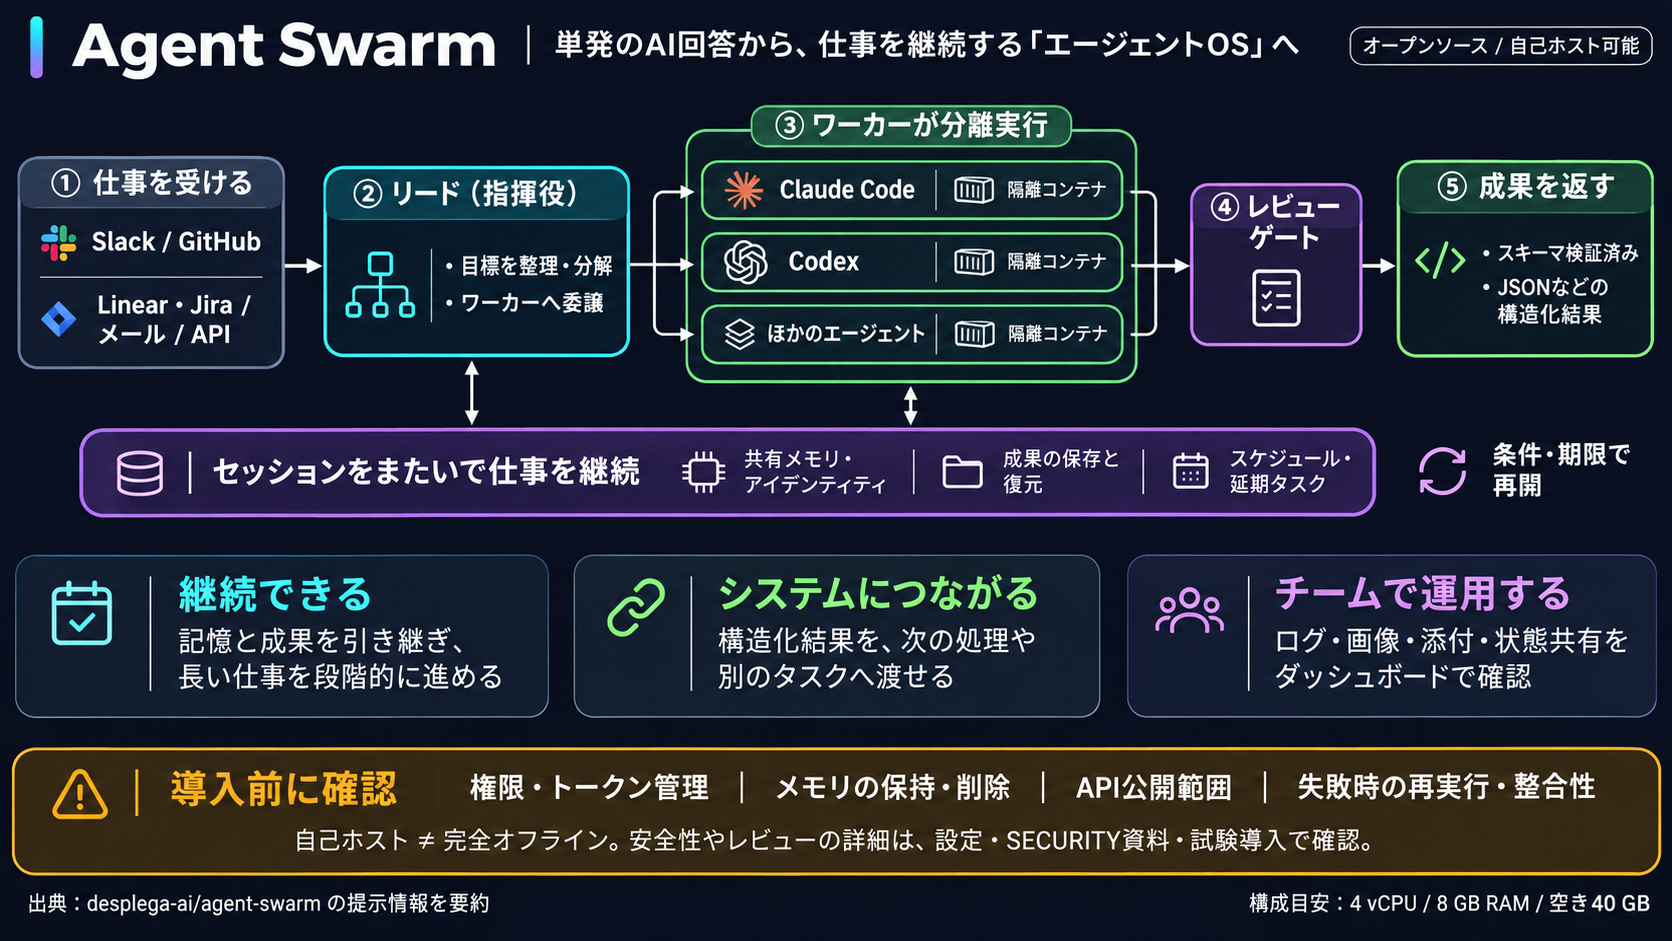 Agent Swarm
単発のAI回答から、仕事を継続する「エージェントOS」へ
オープンソース / 自己ホスト可能
① 仕事を受ける
Slack / GitHub
Linear・Jira /
メール / API
② リード（指揮役）
・目標を整理・分解
・ワーカーへ委譲
③ ワーカーが分離実行
Claude Code
隔離コンテナ
Codex
隔離コンテナ
ほかのエージェント
隔離コンテナ
④ レビュー
ゲート
⑤ 成果を返す
・スキーマ検証済み
・JSONなどの
構造化結果
セッションをまたいで仕事を継続
共有メモリ・
アイデンティティ
成果の保存と
復元
スケジュール・
延期タスク
条件・期限で
再開
継続できる
記憶と成果を引き継ぎ、
長い仕事を段階的に進める
システムにつながる
構造化結果を、次の処理や
別のタスクへ渡せる
チームで運用する
ログ・画像・添付・状態共有を
ダッシュボードで確認
導入前に確認
権限・トークン管理
メモリの保持・削除
API公開範囲
失敗時の再実行・整合性
自己ホスト ≠ 完全オフライン。安全性やレビューの詳細は、設定・SECURITY資料・試験導入で確認。
出典：desplega-ai/agent-swarm の提示情報を要約
構成目安：4 vCPU / 8 GB RAM / 空き40 GB